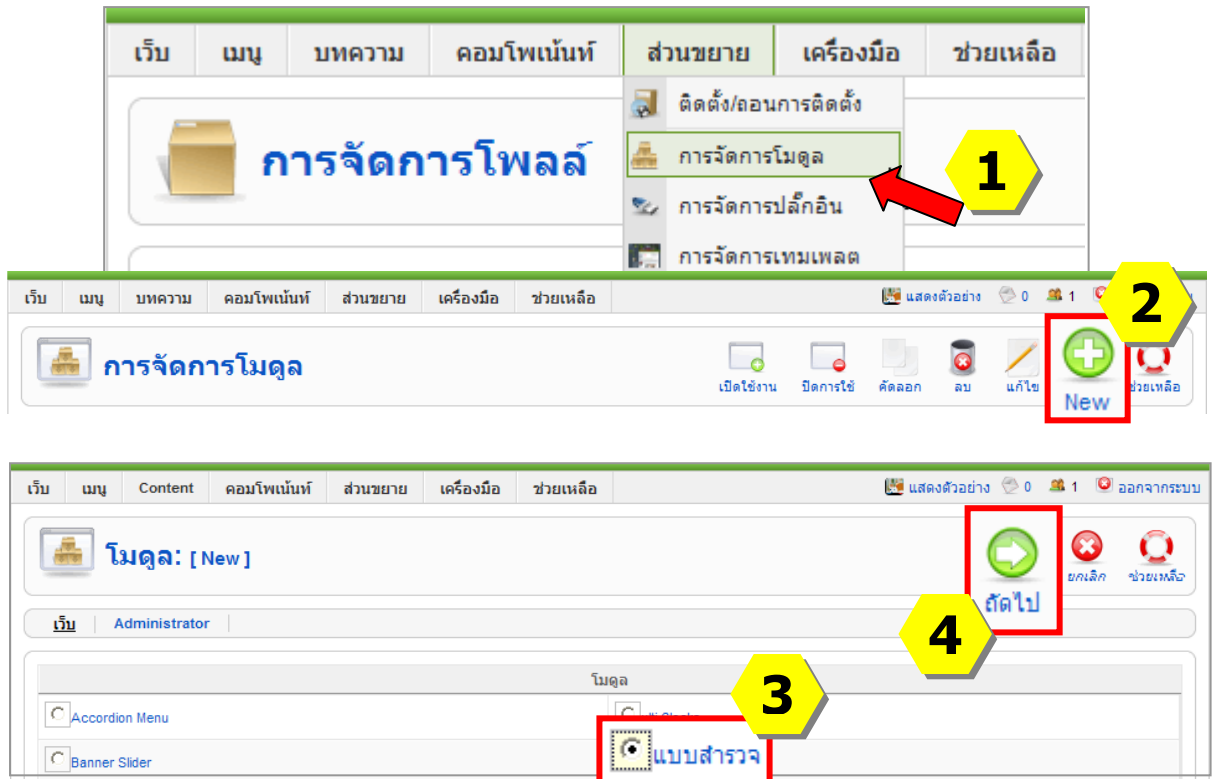 เว็บ เมนู บทความ คอมโพเน้นท์ ส่วนขยาย เครื่องมือ ช่วยเหลือ
ติดตั้ง/ถอนการติดตั้ง
การจัดการโพลล์
การจัดการโมดูล
1
การจัดการปลั๊กอิน
การจัดการเทมเพลต
เว็บ เมนู บทความ คอมโพเน้นท์ ส่วนขยาย เครื่องมือ ช่วยเหลือ แสดงตัวอย่าง 0 1
2
การจัดการโมดูล
เปิดใช้งาน ปิดการใช้ คัดลอก ลบ แก้ไข New ช่วยเหลือ
เว็บ เมนู Content คอมโพเน้นท์ ส่วนขยาย เครื่องมือ ช่วยเหลือ แสดงตัวอย่าง 0 1 ออกจากระบบ
โมดูล: [ New ]
ถัดไป ยกเลิก ช่วยเหลือ
4
เว็บ Administrator
โมดูล
3
Accordion Menu
Banner Slider แบบสำรวจ